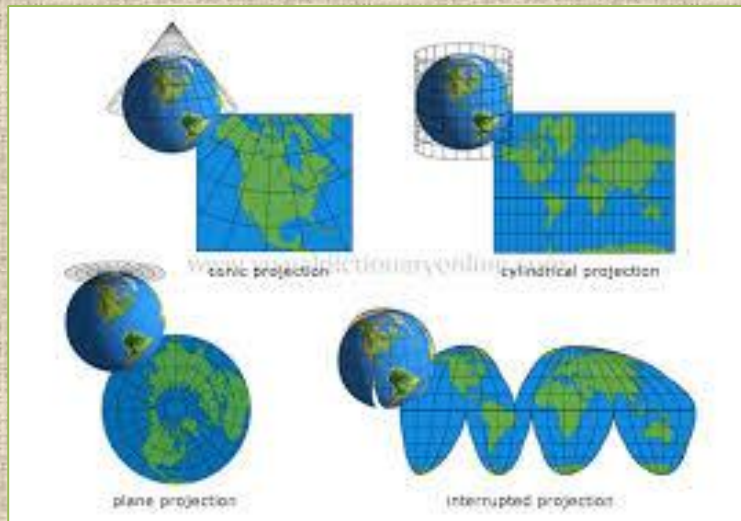 conic projection
cylindrical projection
plane projection
interrupted projection